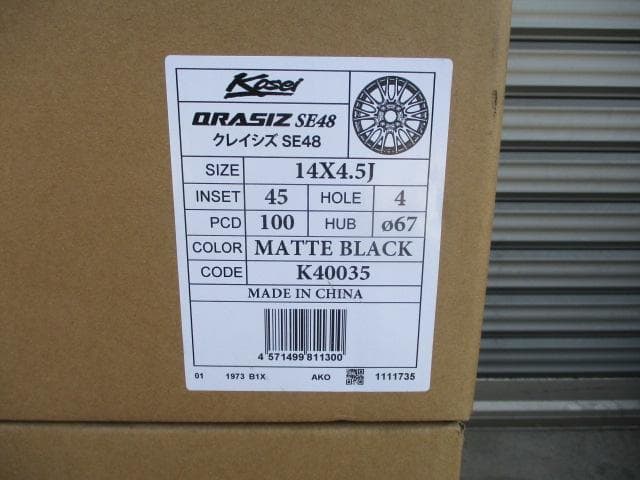 Kosei
QRASIZ SE48
クレイシズ SE48
SIZE 14X4.5J
INSET 45 HOLE 4
PCD 100 HUB ø67
COLOR MATTE BLACK
CODE K40035
MADE IN CHINA
4 571499 811300
01 1973 B1X AKO 1111735